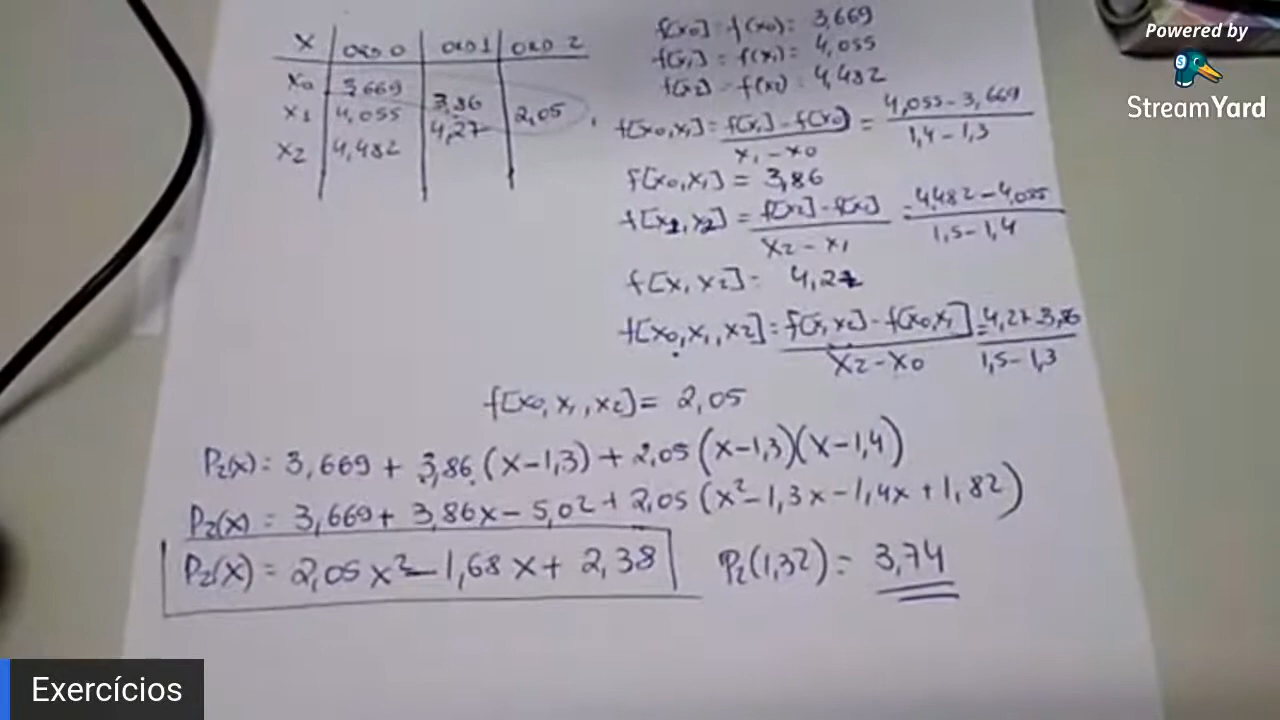 X ORD 0 ORD 1 ORD 2
X0 3,669
3,86
X1 4,055 2,05
4,27
X2 4,482
f[x0] = f(x0): 3,669
f[x1] = f(x1): 4,055
f[x2] = f(x2): 4,482
f[x0,x1] = f[x1] - f[x0] / x1 - x0 = 4,055 - 3,669 / 1,4 - 1,3
f[x0,x1] = 3,86
f[x1,x2] = f[x2] - f[x1] / x2 - x1 = 4,482 - 4,055 / 1,5 - 1,4
f[x1,x2] = 4,27
f[x0,x1,x2] = f[x1,x2] - f[x0,x1] / x2 - x0 = 4,27-3,86 / 1,5 - 1,3
f[x0,x1,x2] = 2,05
P2(x): 3,669 + 3,86 (x-1,3) + 2,05 (x-1,3)(x-1,4)
P2(x) = 3,669 + 3,86x - 5,02 + 2,05 (x² - 1,3x - 1,4x + 1,82)
P2(x) = 2,05x² - 1,68x + 2,38
P2(1,32) = 3,74
Powered by
StreamYard
Exercícios